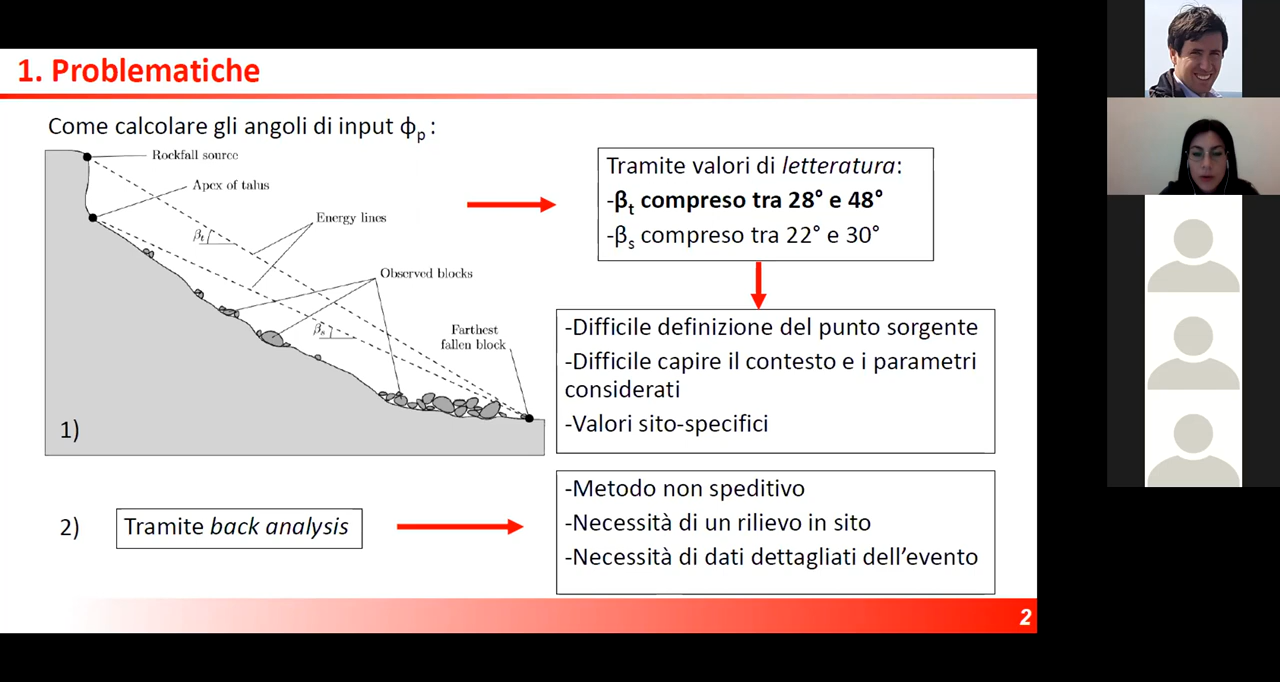 1. Problematiche
Come calcolare gli angoli di input ϕp :
Rockfall source
Apex of talus
Energy lines
βt
Observed blocks
βs
Farthest
fallen block
1)
Tramite valori di letteratura:
-βt compreso tra 28° e 48°
-βs compreso tra 22° e 30°
-Difficile definizione del punto sorgente
-Difficile capire il contesto e i parametri
considerati
-Valori sito-specifici
2)
Tramite back analysis
-Metodo non speditivo
-Necessità di un rilievo in sito
-Necessità di dati dettagliati dell’evento
2